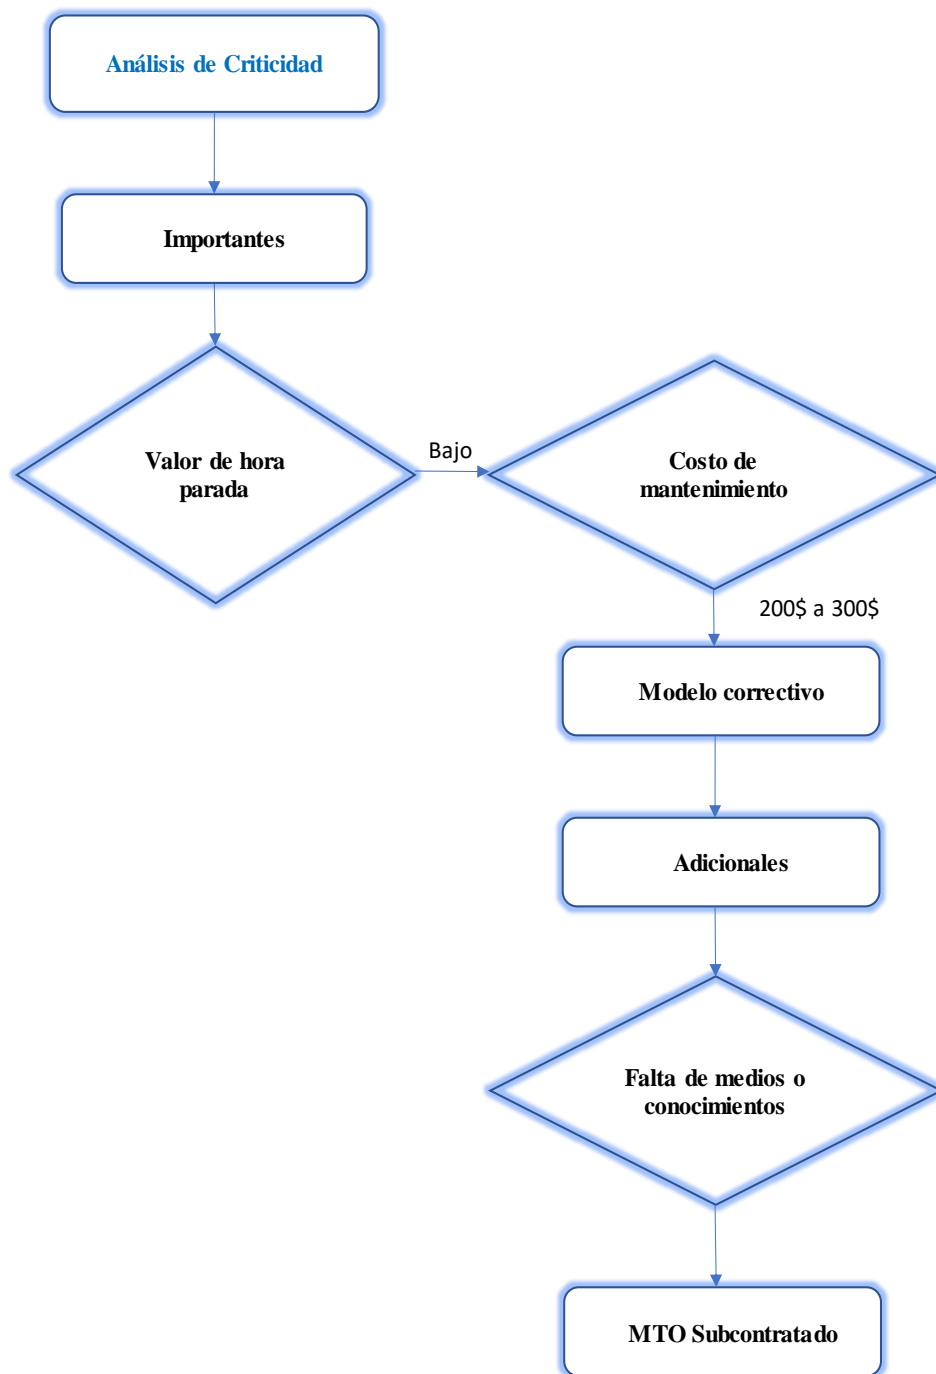 Análisis de Criticidad
Importantes
Valor de hora
parada
Bajo
Costo de
mantenimiento
200$ a 300$
Modelo correctivo
Adicionales
Falta de medios o
conocimientos
MTO Subcontratado